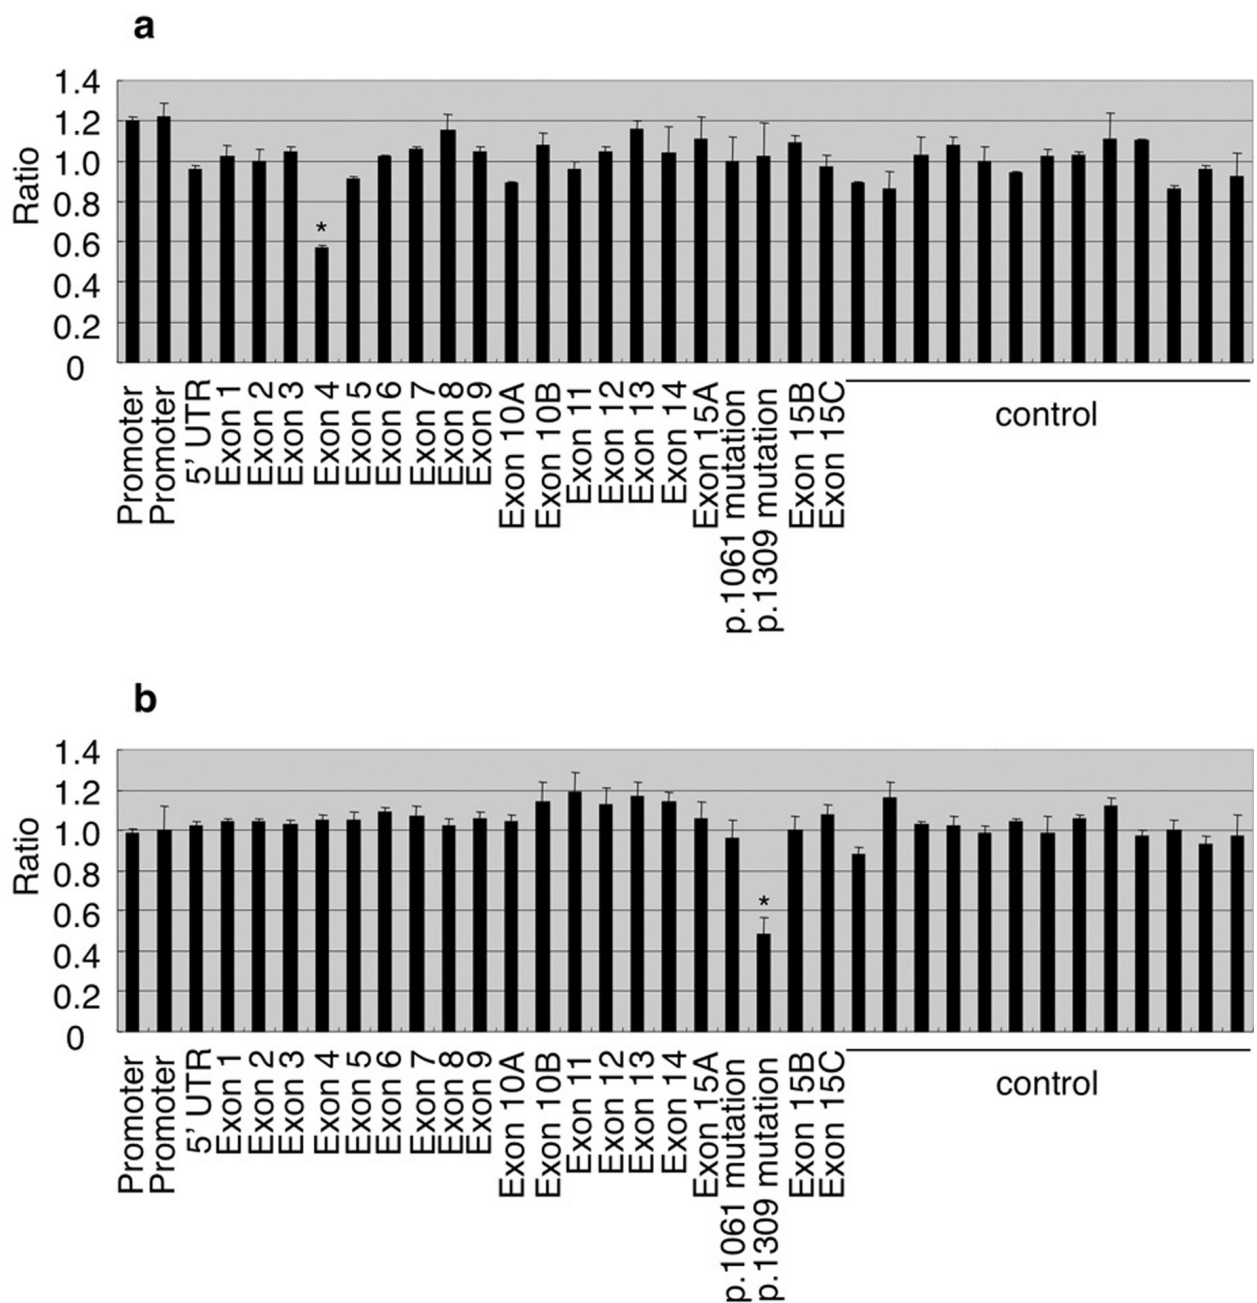 a
1.4
1.2
1.0
0.8
0.6
0.4
0.2
0
Ratio
*
Promoter
Promoter
5’ UTR
Exon 1
Exon 2
Exon 3
Exon 4
Exon 5
Exon 6
Exon 7
Exon 8
Exon 9
Exon 10A
Exon 10B
Exon 11
Exon 12
Exon 13
Exon 14
Exon 15A
p.1061 mutation
p.1309 mutation
Exon 15B
Exon 15C
control
b
1.4
1.2
1.0
0.8
0.6
0.4
0.2
0
Ratio
*
Promoter
Promoter
5’ UTR
Exon 1
Exon 2
Exon 3
Exon 4
Exon 5
Exon 6
Exon 7
Exon 8
Exon 9
Exon 10A
Exon 10B
Exon 11
Exon 12
Exon 13
Exon 14
Exon 15A
p.1061 mutation
p.1309 mutation
Exon 15B
Exon 15C
control